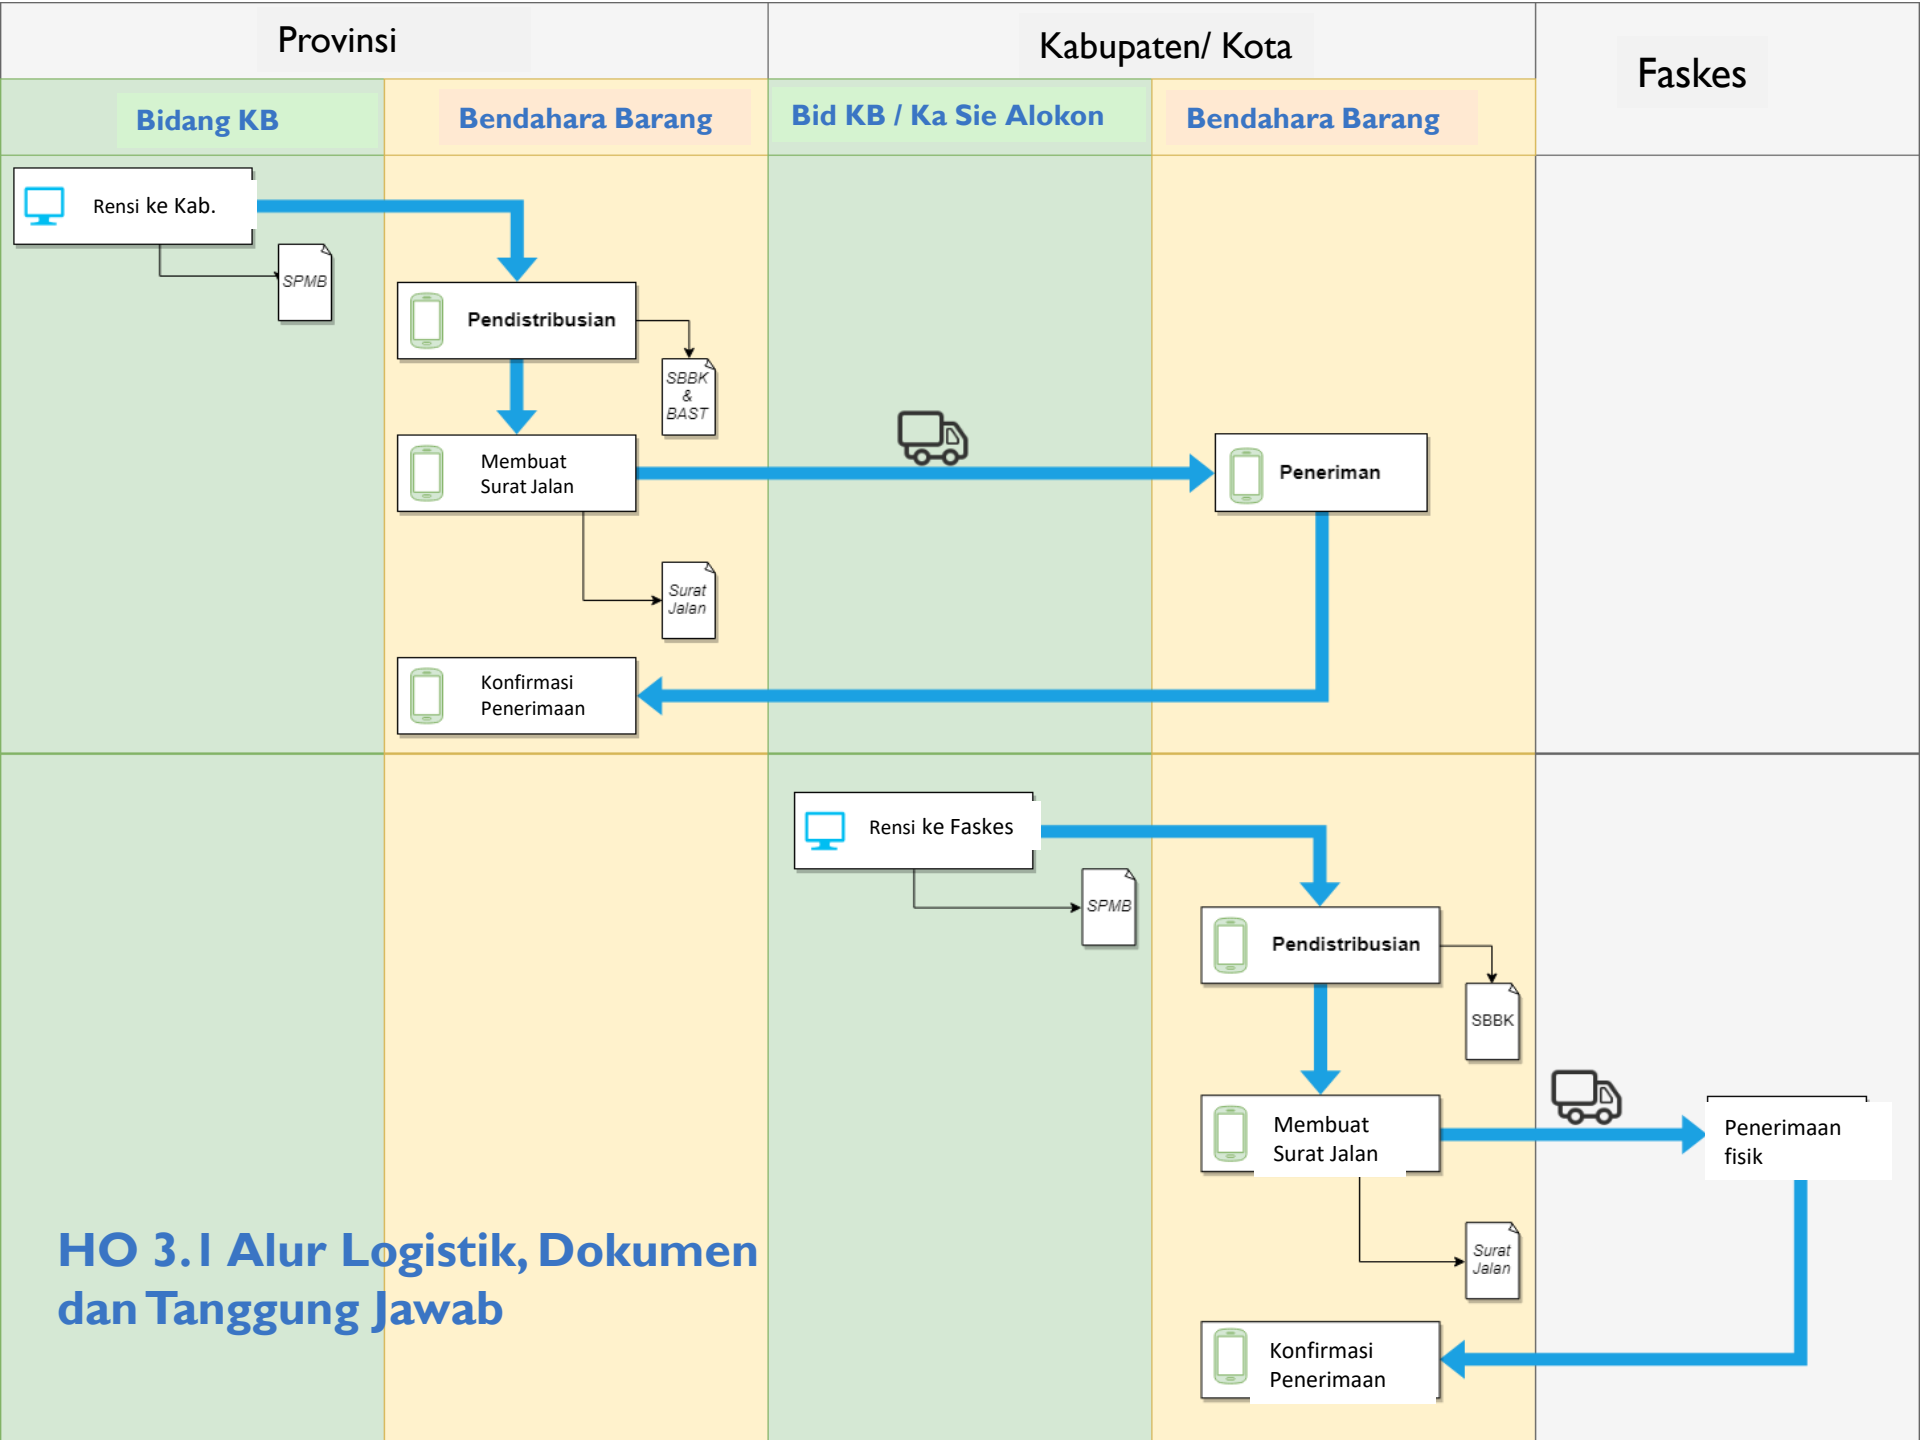 Provinsi
Kabupaten/ Kota
Faskes
Bidang KB
Bendahara Barang
Bid KB / Ka Sie Alokon
Bendahara Barang
Rensi ke Kab.
SPMB
Pendistribusian
SBBK
&
BAST
Membuat
Surat Jalan
Peneriman
Surat
Jalan
Konfirmasi
Penerimaan
Rensi ke Faskes
SPMB
Pendistribusian
SBBK
Membuat
Surat Jalan
Penerimaan
fisik
Surat
Jalan
Konfirmasi
Penerimaan
HO 3.1 Alur Logistik, Dokumen
dan Tanggung Jawab